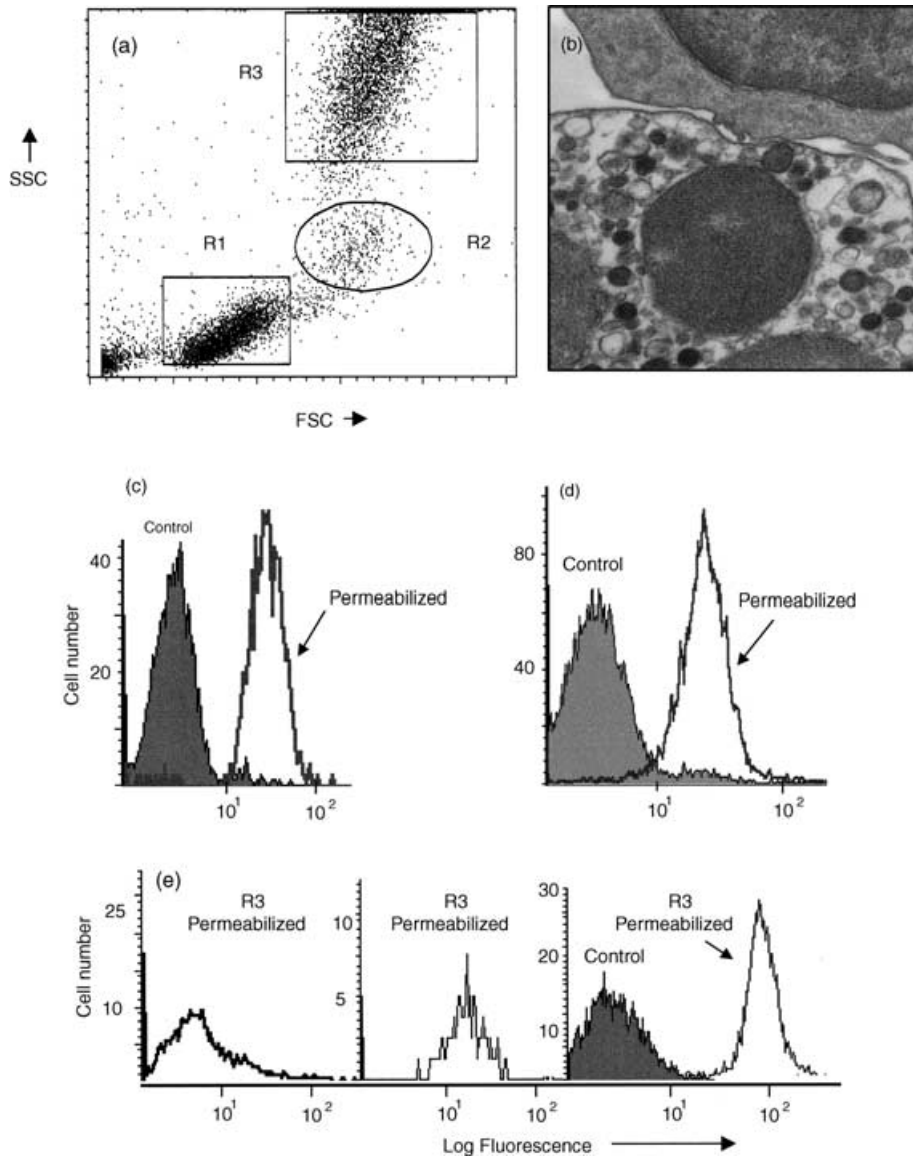 (a)
R3
SSC
R1
R2
FSC
(b)
(c)
Control
40
Permeabilized
20
Cell number
10¹
10²
(d)
80
Control
Permeabilized
40
10¹
10²
(e)
25
R3
Permeabilized
Cell number
10
10¹
10²
10
R3
Permeabilized
5
10¹
10²
30
R3
Permeabilized
20
Control
10
10¹
10²
Log Fluorescence